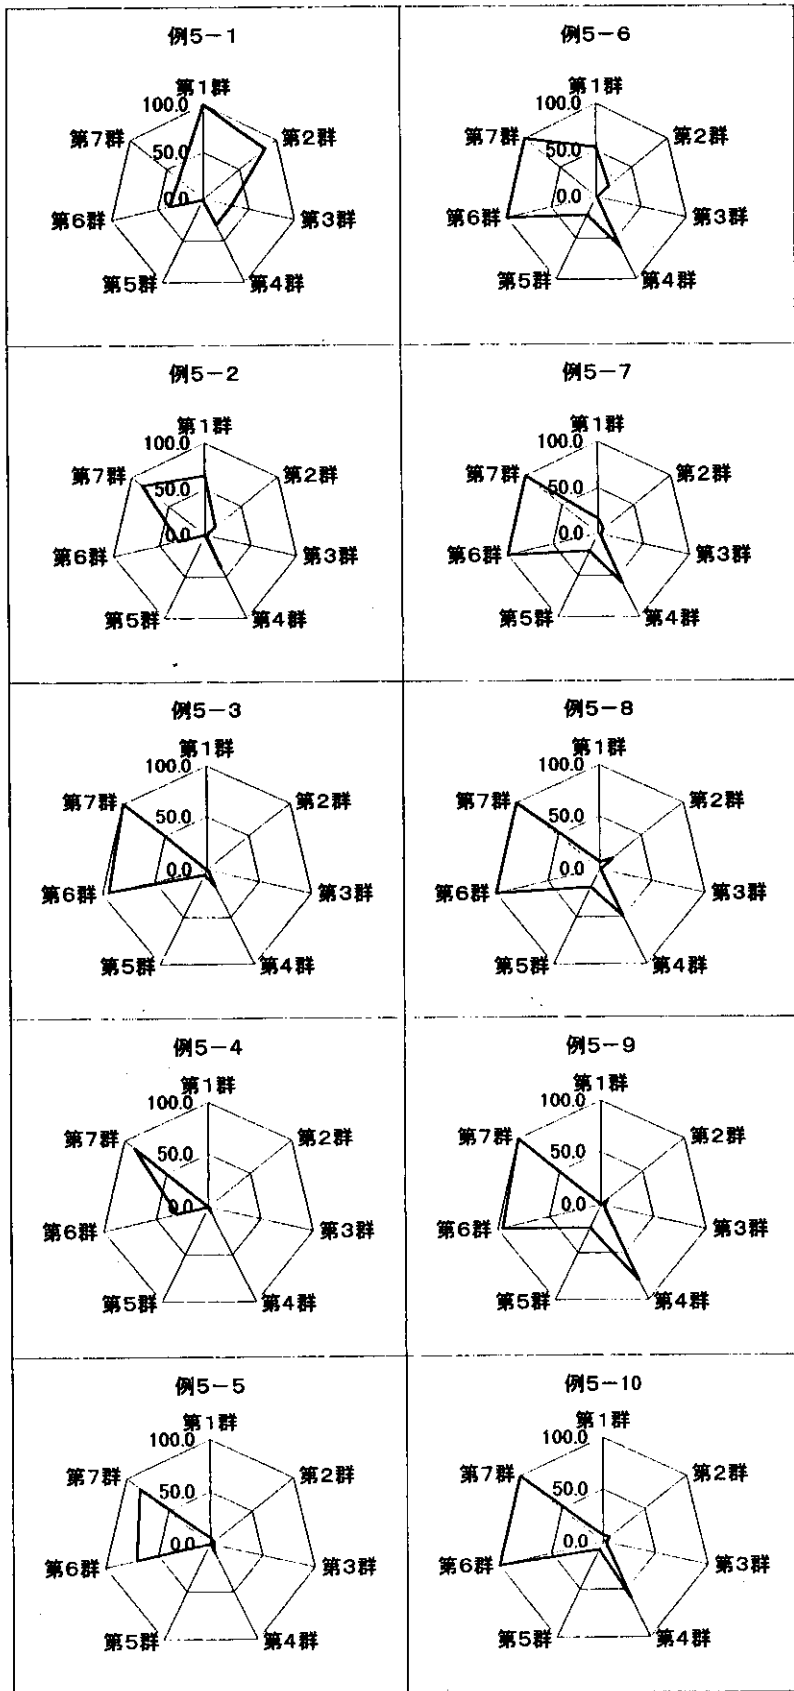 例5-1
第1群
100.0
第7群
第2群
50.0
0.0
第6群
第3群
第5群
第4群
例5-6
第1群
100.0
第7群
第2群
50.0
0.0
第6群
第3群
第5群
第4群
例5-2
第1群
100.0
第7群
第2群
50.0
0.0
第6群
第3群
第5群
第4群
例5-7
第1群
100.0
第7群
第2群
50.0
0.0
第6群
第3群
第5群
第4群
例5-3
第1群
100.0
第7群
第2群
50.0
0.0
第6群
第3群
第5群
第4群
例5-8
第1群
100.0
第7群
第2群
50.0
0.0
第6群
第3群
第5群
第4群
例5-4
第1群
100.0
第7群
第2群
50.0
0.0
第6群
第3群
第5群
第4群
例5-9
第1群
100.0
第7群
第2群
50.0
0.0
第6群
第3群
第5群
第4群
例5-5
第1群
100.0
第7群
第2群
50.0
0.0
第6群
第3群
第5群
第4群
例5-10
第1群
100.0
第7群
第2群
50.0
0.0
第6群
第3群
第5群
第4群